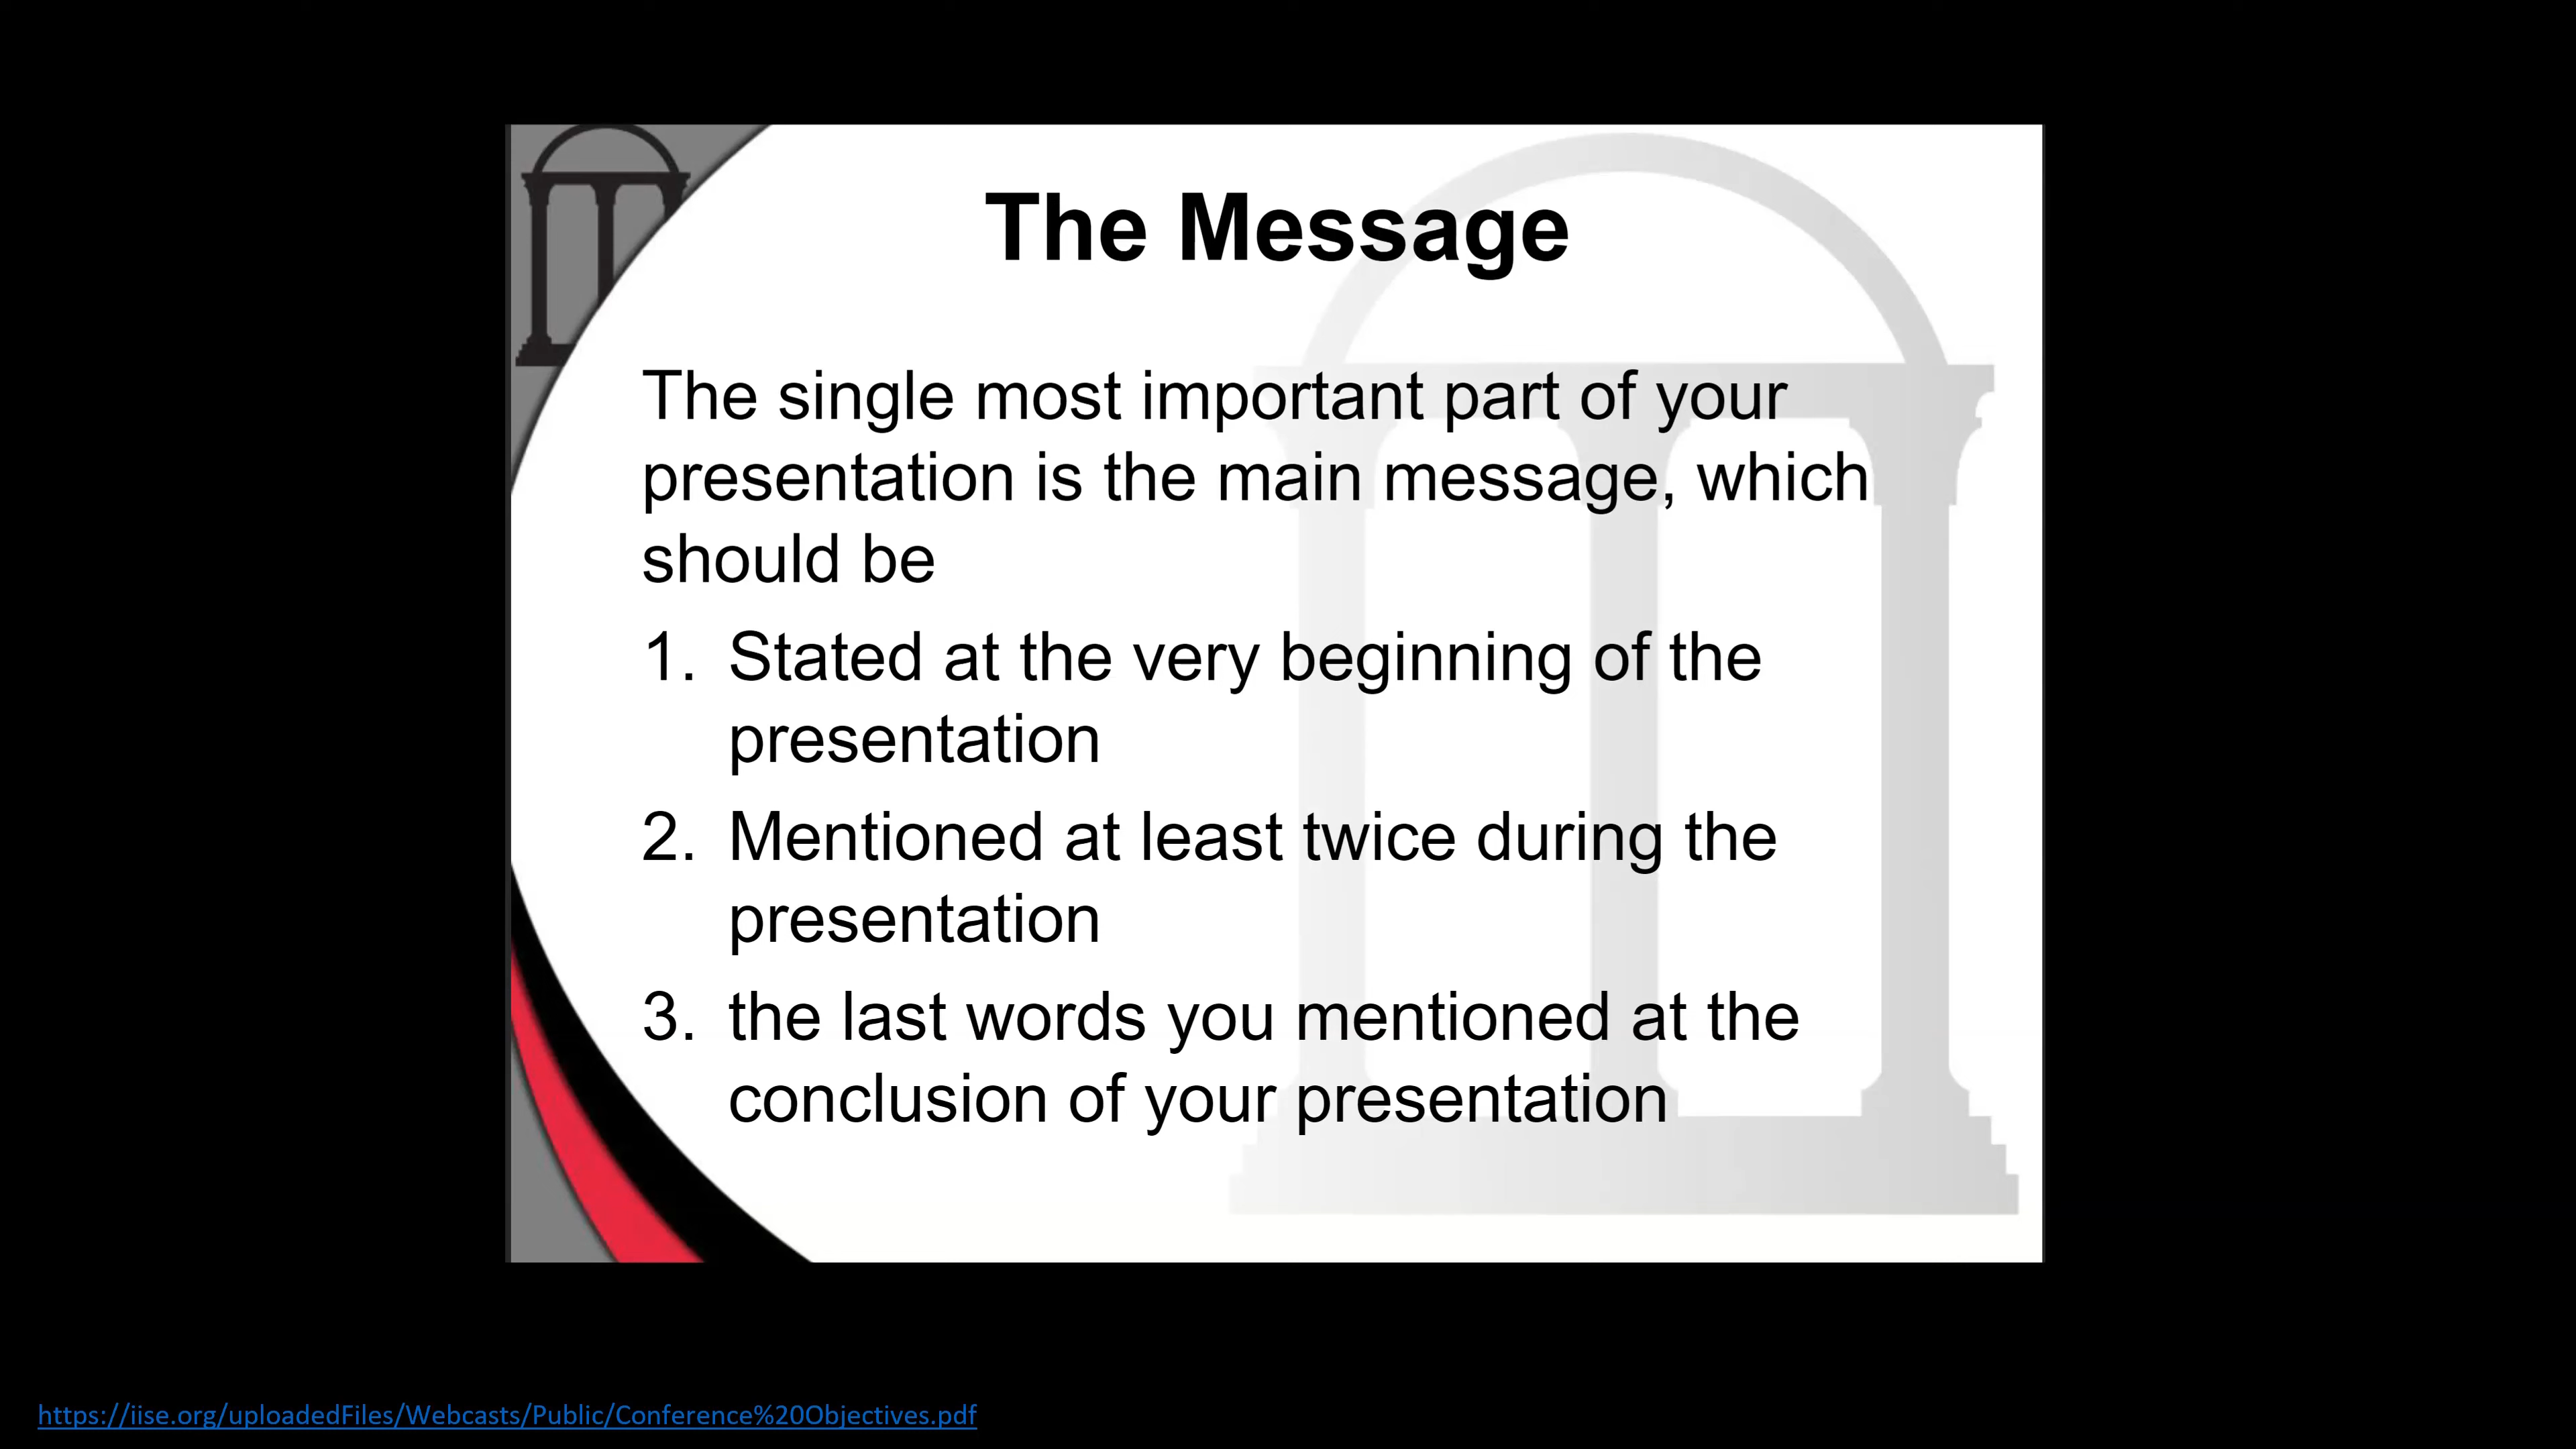 The Message
The single most important part of your
presentation is the main message, which
should be
1. Stated at the very beginning of the
presentation
2. Mentioned at least twice during the
presentation
3. the last words you mentioned at the
conclusion of your presentation
https://iise.org/uploadedFiles/Webcasts/Public/Conference%20Objectives.pdf